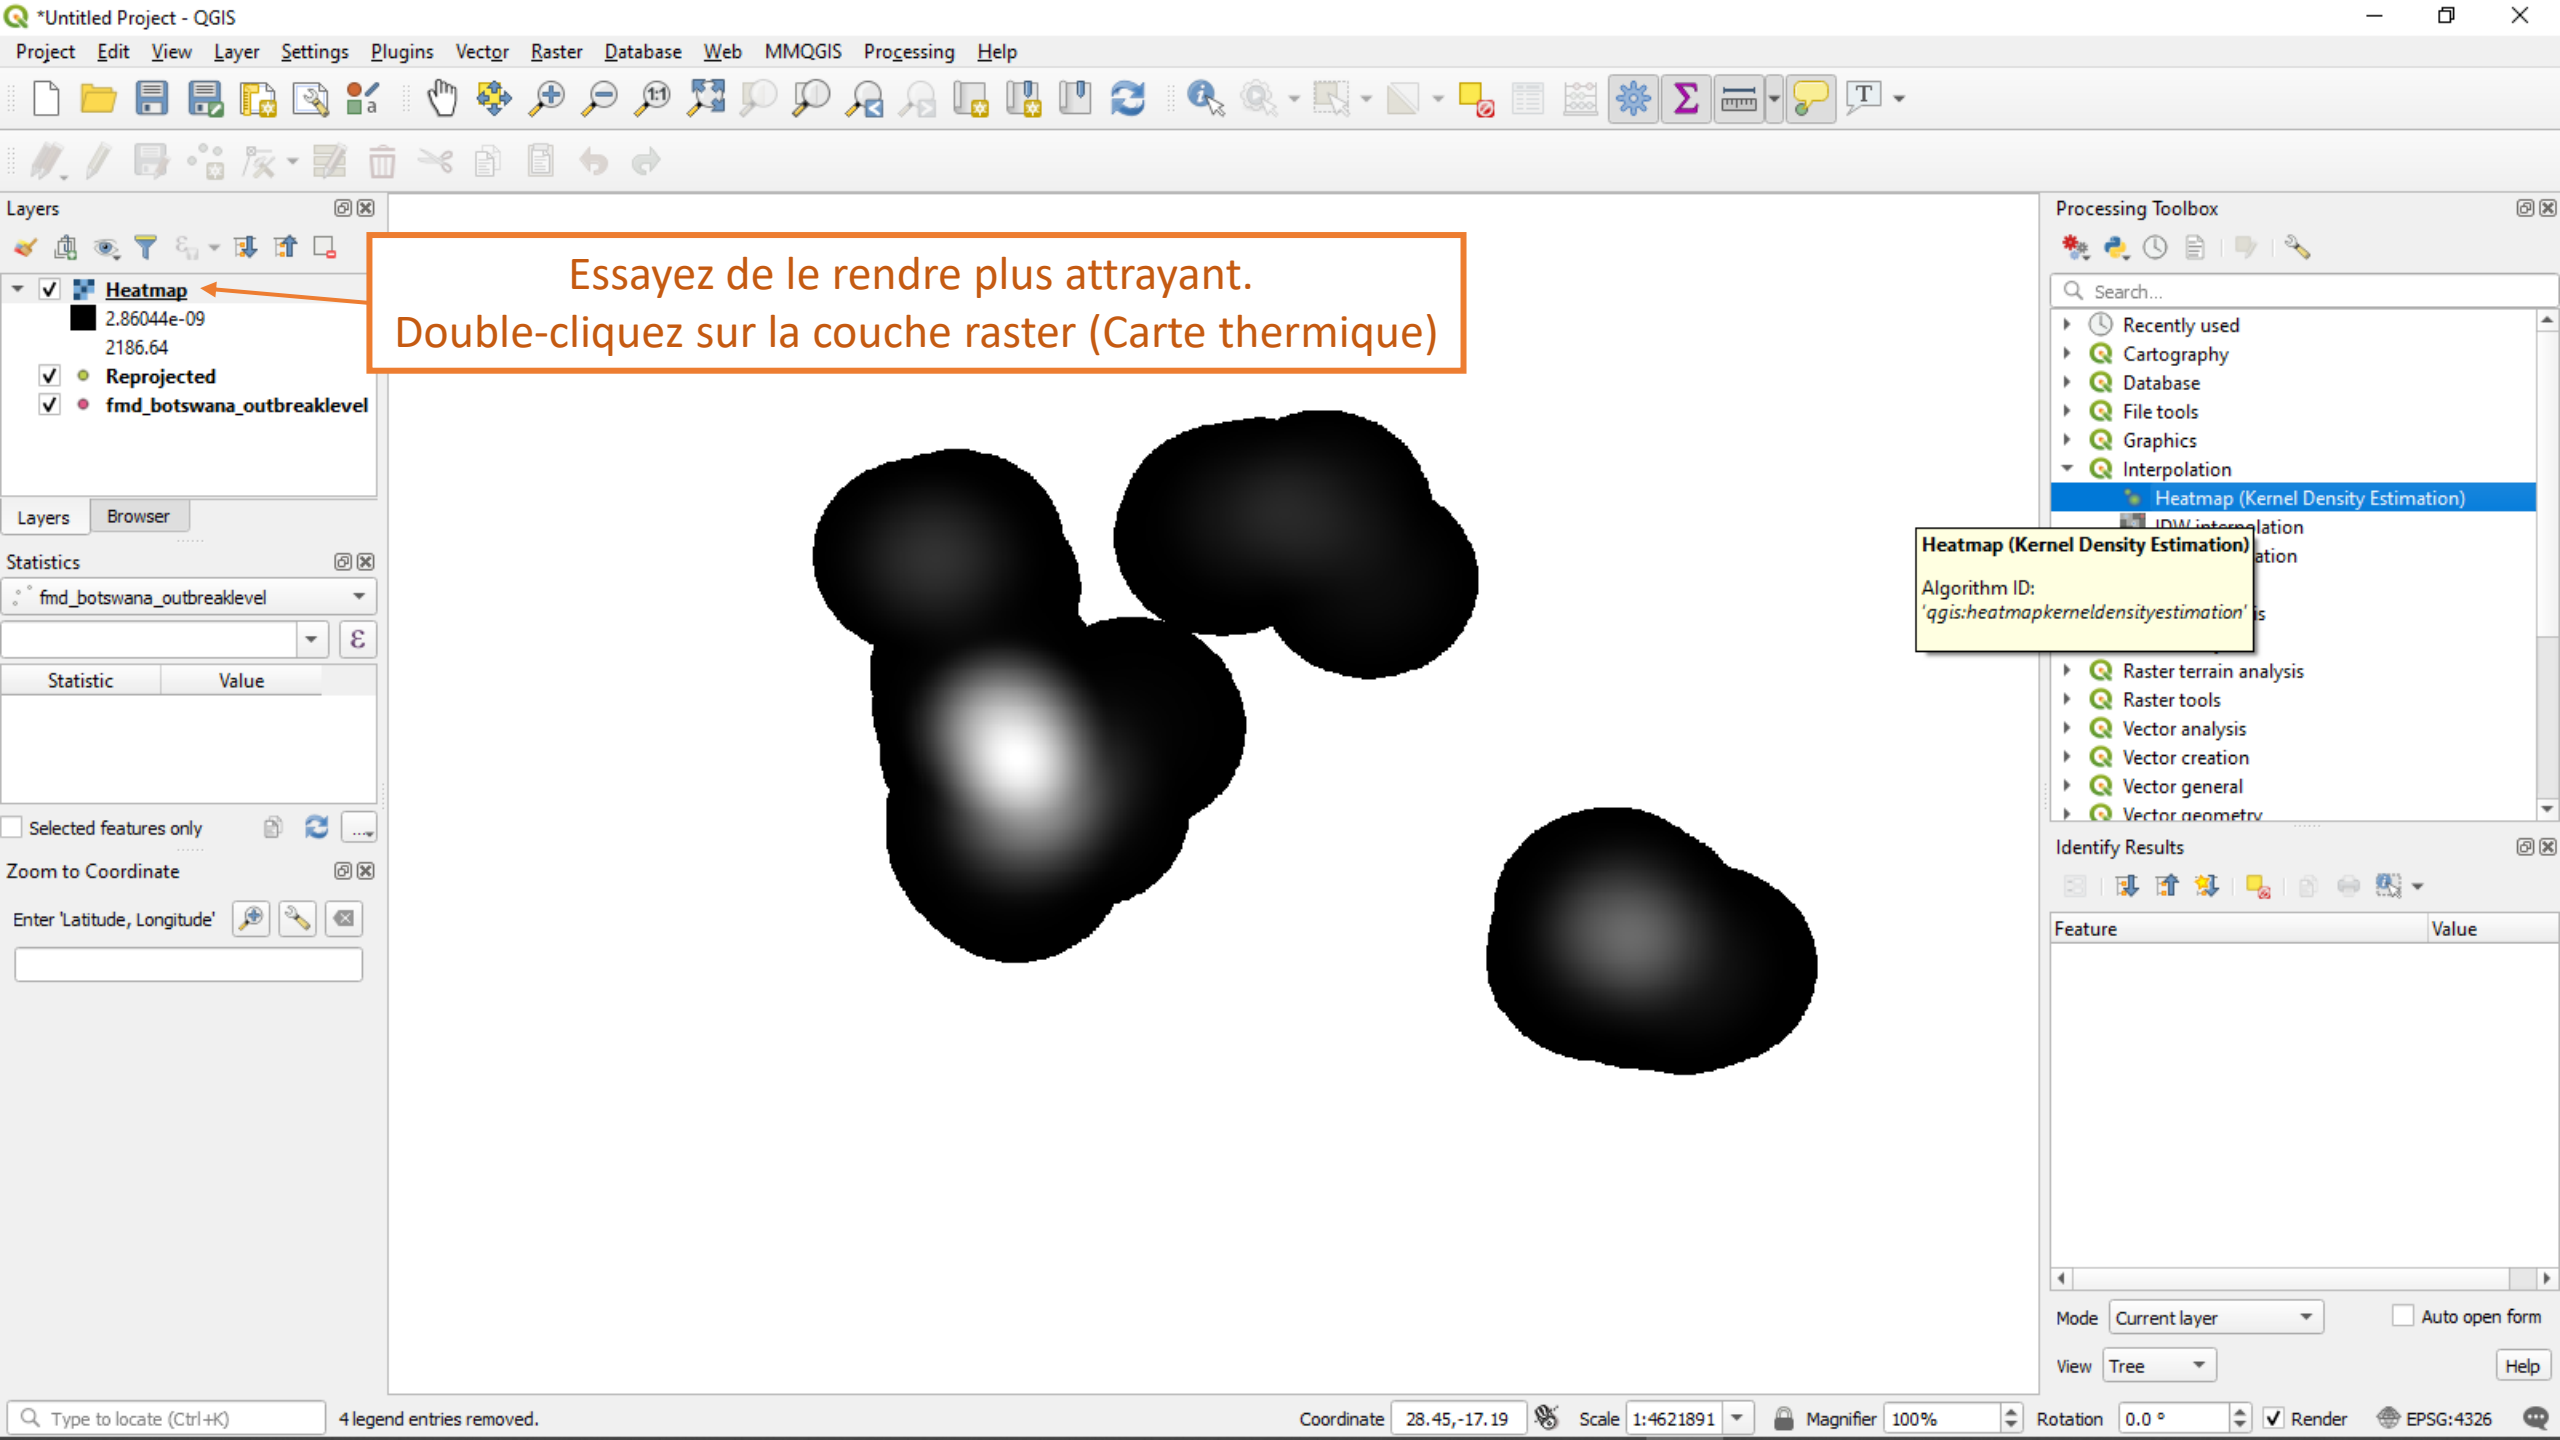 *Untitled Project - QGIS
Project Edit View Layer Settings Plugins Vector Raster Database Web MMQGIS Processing Help
Layers
Heatmap
2.86044e-09
2186.64
Reprojected
fmd_botswana_outbreaklevel
Layers Browser
Statistics
fmd_botswana_outbreaklevel
ε
Statistic Value
Selected features only
...
Zoom to Coordinate
Enter 'Latitude, Longitude'
Essayez de le rendre plus attrayant.
Double-cliquez sur la couche raster (Carte thermique)
Processing Toolbox
Search...
Recently used
Cartography
Database
File tools
Graphics
Interpolation
Heatmap (Kernel Density Estimation)
IDW interpolation
ation
Heatmap (Kernel Density Estimation)
Algorithm ID:
'qgis:heatmapkerneldensityestimation'
is
Raster terrain analysis
Raster tools
Vector analysis
Vector creation
Vector general
Vector geometry
Identify Results
Feature Value
Mode Current layer Auto open form
View Tree Help
Type to locate (Ctrl+K) 4 legend entries removed. Coordinate 28.45,-17.19 Scale 1:4621891 Magnifier 100% Rotation 0.0 ° Render EPSG:4326